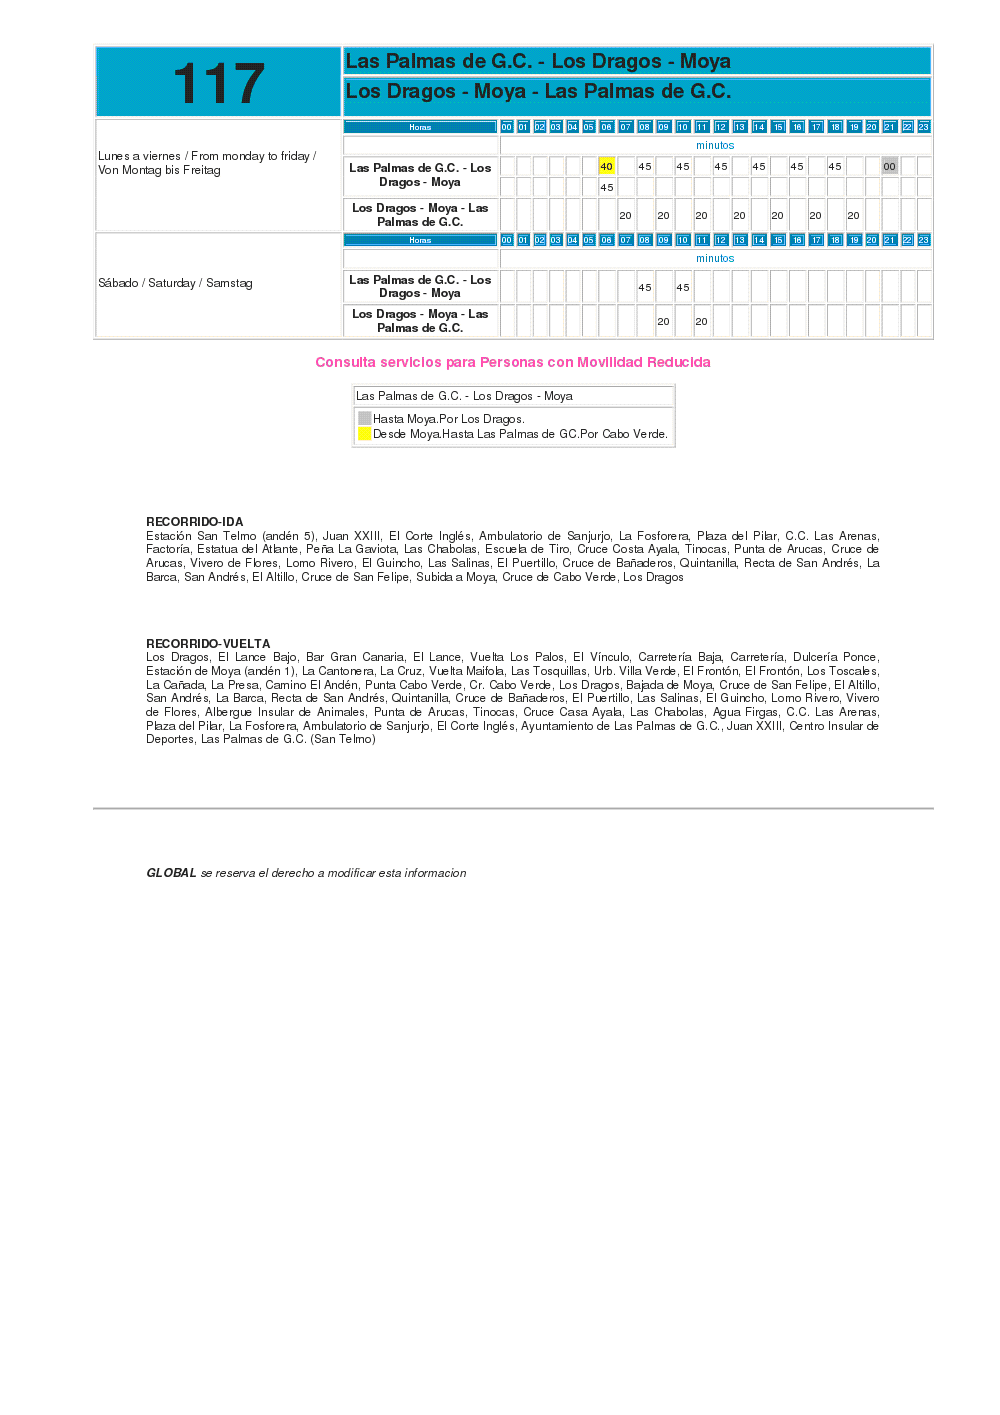 117
Las Palmas de G.C. - Los Dragos - Moya
Los Dragos - Moya - Las Palmas de G.C.
Lunes a viernes / From monday to friday /
Von Montag bis Freitag
Horas 00 01 02 03 04 05 06 07 08 09 10 11 12 13 14 15 16 17 18 19 20 21 22 23
minutos
Las Palmas de G.C. - Los
Dragos - Moya
40 45 45 45 45 45 45 00
45
Los Dragos - Moya - Las
Palmas de G.C.
20 20 20 20 20 20 20
Sábado / Saturday / Samstag
Horas 00 01 02 03 04 05 06 07 08 09 10 11 12 13 14 15 16 17 18 19 20 21 22 23
minutos
Las Palmas de G.C. - Los
Dragos - Moya
45 45
Los Dragos - Moya - Las
Palmas de G.C.
20 20
Consulta servicios para Personas con Movilidad Reducida
Las Palmas de G.C. - Los Dragos - Moya
Hasta Moya.Por Los Dragos.
Desde Moya.Hasta Las Palmas de GC.Por Cabo Verde.
RECORRIDO-IDA
Estación San Telmo (andén 5), Juan XXIII, El Corte Inglés, Ambulatorio de Sanjurjo, La Fosforera, Plaza del Pilar, C.C. Las Arenas,
Factoría, Estatua del Atlante, Peña La Gaviota, Las Chabolas, Escuela de Tiro, Cruce Costa Ayala, Tinocas, Punta de Arucas, Cruce de
Arucas, Vivero de Flores, Lomo Rivero, El Guincho, Las Salinas, El Puertillo, Cruce de Bañaderos, Quintanilla, Recta de San Andrés, La
Barca, San Andrés, El Altillo, Cruce de San Felipe, Subida a Moya, Cruce de Cabo Verde, Los Dragos
RECORRIDO-VUELTA
Los Dragos, El Lance Bajo, Bar Gran Canaria, El Lance, Vuelta Los Palos, El Vínculo, Carretería Baja, Carretería, Dulcería Ponce,
Estación de Moya (andén 1), La Cantonera, La Cruz, Vuelta Maifola, Las Tosquillas, Urb. Villa Verde, El Frontón, El Frontón, Los Toscales,
La Cañada, La Presa, Camino El Andén, Punta Cabo Verde, Cr. Cabo Verde, Los Dragos, Bajada de Moya, Cruce de San Felipe, El Altillo,
San Andrés, La Barca, Recta de San Andrés, Quintanilla, Cruce de Bañaderos, El Puertillo, Las Salinas, El Guincho, Lomo Rivero, Vivero
de Flores, Albergue Insular de Animales, Punta de Arucas, Tinocas, Cruce Casa Ayala, Las Chabolas, Agua Firgas, C.C. Las Arenas,
Plaza del Pilar, La Fosforera, Ambulatorio de Sanjurjo, El Corte Inglés, Ayuntamiento de Las Palmas de G.C., Juan XXIII, Centro Insular de
Deportes, Las Palmas de G.C. (San Telmo)
GLOBAL se reserva el derecho a modificar esta informacion